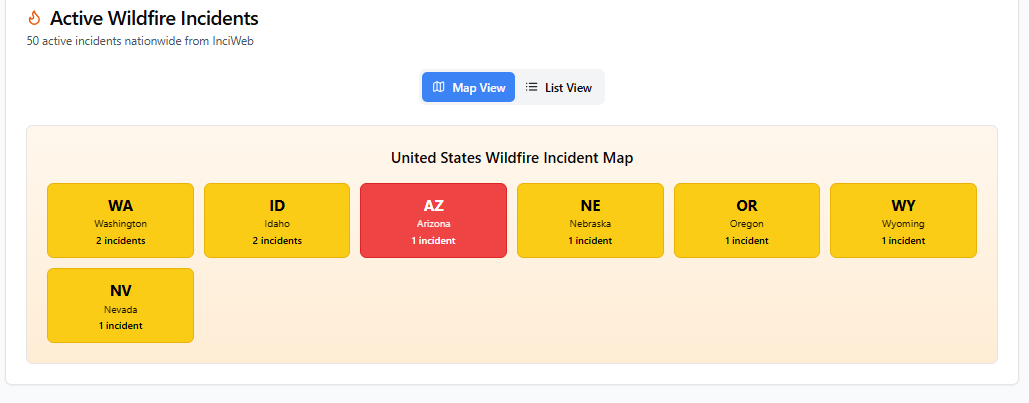 Active Wildfire Incidents
50 active incidents nationwide from InciWeb
Map View
List View
United States Wildfire Incident Map
WA
Washington
2 incidents
ID
Idaho
2 incidents
AZ
Arizona
1 incident
NE
Nebraska
1 incident
OR
Oregon
1 incident
WY
Wyoming
1 incident
NV
Nevada
1 incident